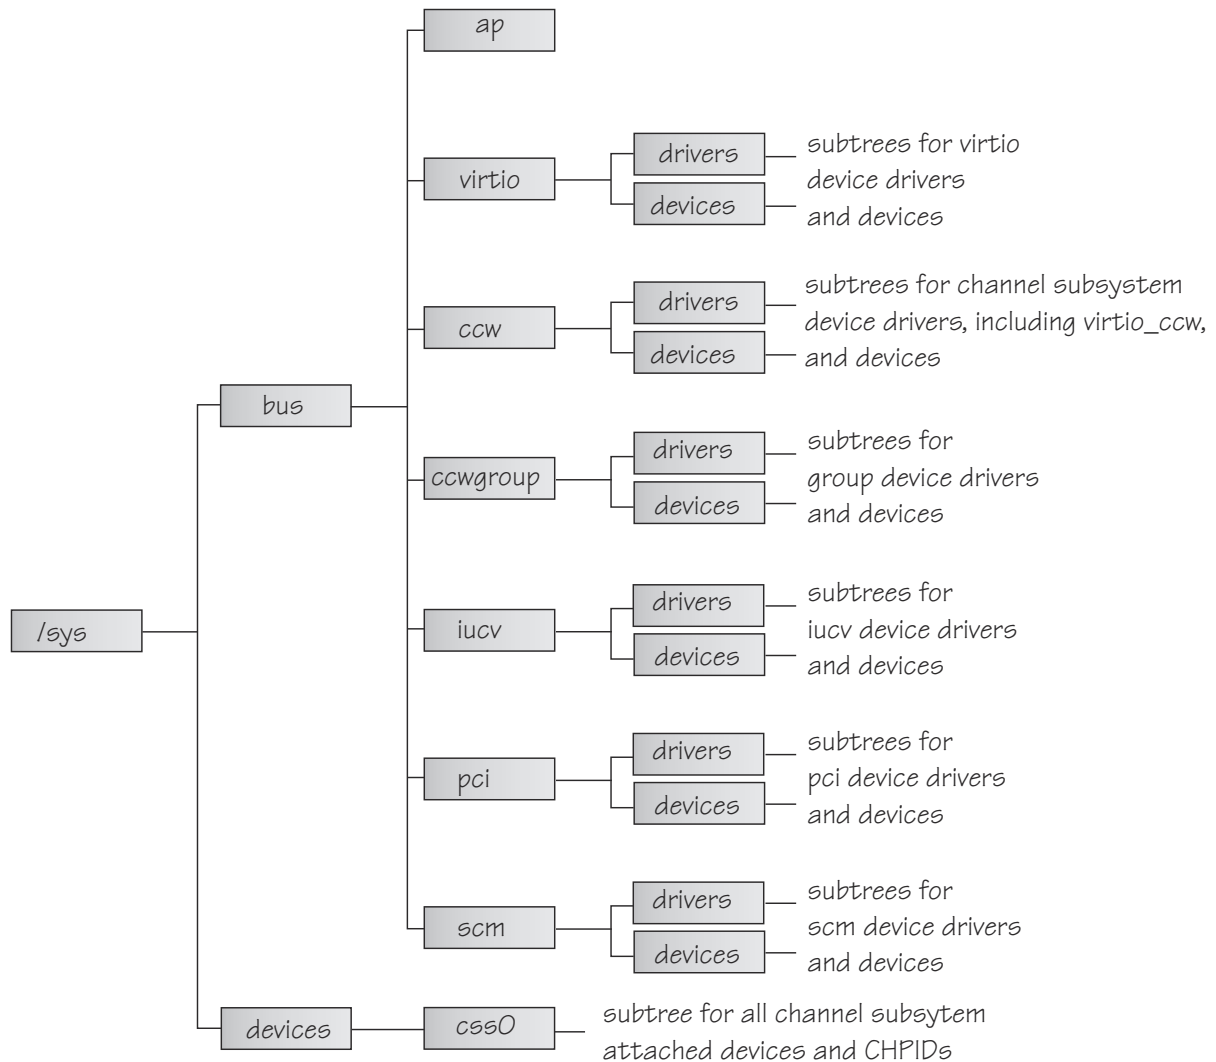 ap
virtio
drivers
devices
subtrees for virtio
device drivers
and devices
ccw
drivers
devices
subtrees for channel subsystem
device drivers, including virtio_ccw,
and devices
bus
ccwgroup
drivers
devices
subtrees for
group device drivers
and devices
/sys
iucv
drivers
devices
subtrees for
iucv device drivers
and devices
pci
drivers
devices
subtrees for
pci device drivers
and devices
scm
drivers
devices
subtrees for
scm device drivers
and devices
devices
css0
subtree for all channel subsytem
attached devices and CHPIDs